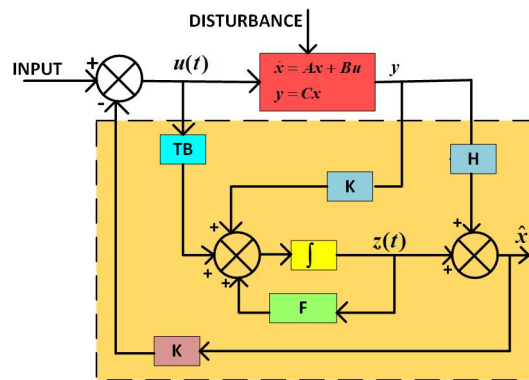 DISTURBANCE
INPUT
+
-
u(t)
ẋ = Ax + Bu
y = Cx
y
TB
K
H
+
+
+
∫
z(t)
+
+
x̂
F
K